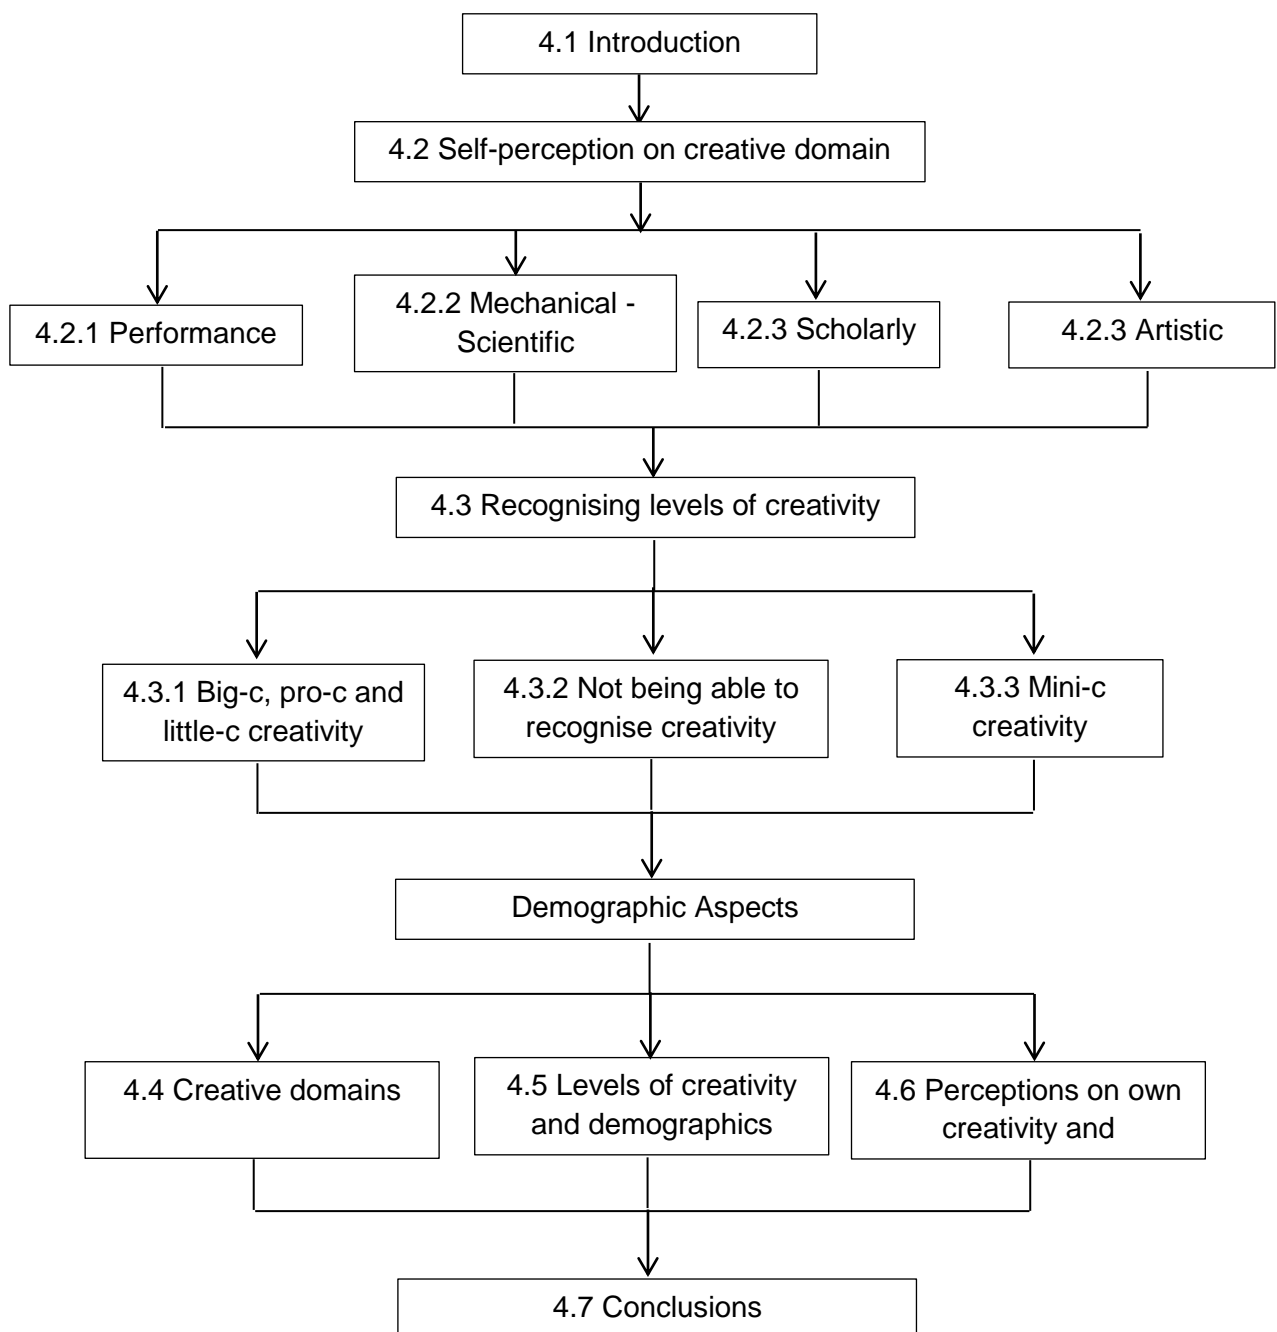 4.1 Introduction
4.2 Self-perception on creative domain
4.2.1 Performance
4.2.2 Mechanical -
Scientific
4.2.3 Scholarly
4.2.3 Artistic
4.3 Recognising levels of creativity
4.3.1 Big-c, pro-c and
little-c creativity
4.3.2 Not being able to
recognise creativity
4.3.3 Mini-c
creativity
Demographic Aspects
4.4 Creative domains
4.5 Levels of creativity
and demographics
4.6 Perceptions on own
creativity and
4.7 Conclusions